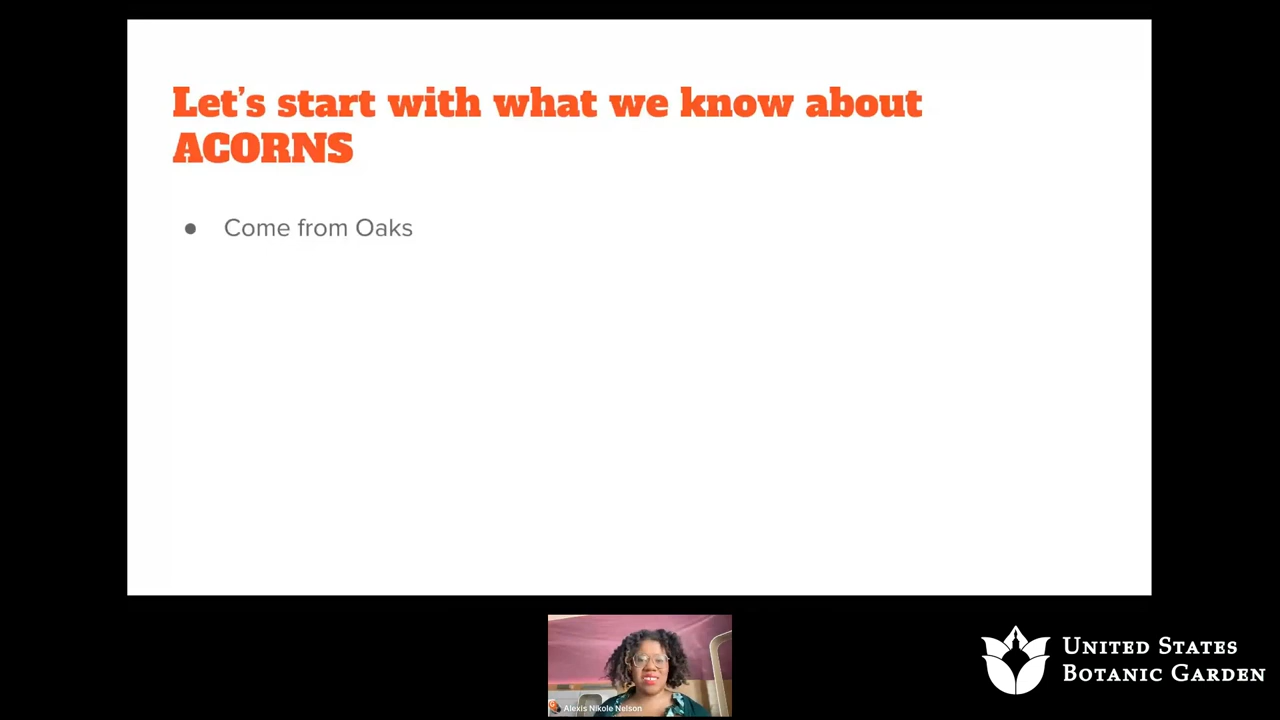 Let's start with what we know about
ACORNS
● Come from Oaks
Alexis Nikole Nelson
UNITED STATES
BOTANIC GARDEN